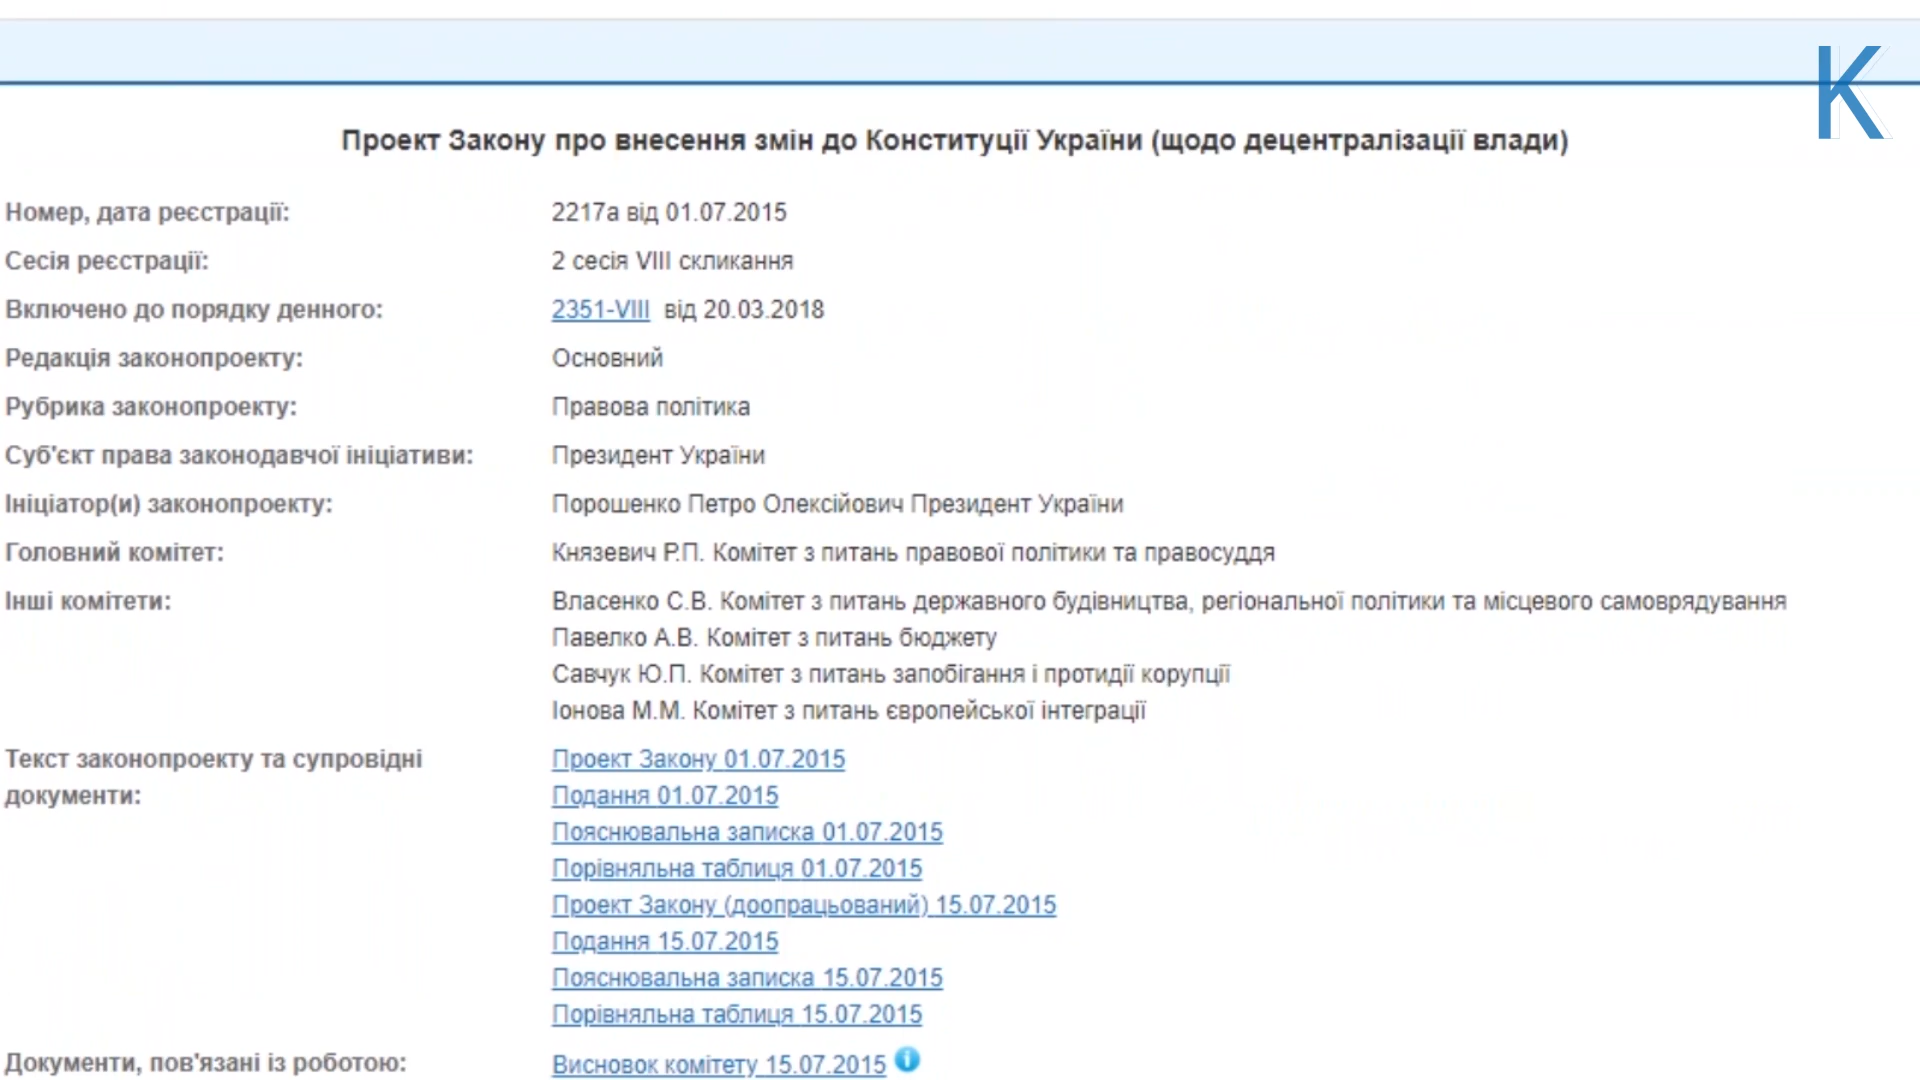 K
Проект Закону про внесення змін до Конституції України (щодо децентралізації влади)
Номер, дата реєстрації: 2217а від 01.07.2015
Сесія реєстрації: 2 сесія VIII скликання
Включено до порядку денного: 2351-VIII від 20.03.2018
Редакція законопроекту: Основний
Рубрика законопроекту: Правова політика
Суб'єкт права законодавчої ініціативи: Президент України
Ініціатор(и) законопроекту: Порошенко Петро Олексійович Президент України
Головний комітет: Князевич Р.П. Комітет з питань правової політики та правосуддя
Інші комітети: Власенко С.В. Комітет з питань державного будівництва, регіональної політики та місцевого самоврядування
Павелко А.В. Комітет з питань бюджету
Савчук Ю.П. Комітет з питань запобігання і протидії корупції
Іонова М.М. Комітет з питань європейської інтеграції
Текст законопроекту та супровідні
документи:
Проект Закону 01.07.2015
Подання 01.07.2015
Пояснювальна записка 01.07.2015
Порівняльна таблиця 01.07.2015
Проект Закону (доопрацьований) 15.07.2015
Подання 15.07.2015
Пояснювальна записка 15.07.2015
Порівняльна таблиця 15.07.2015
Документи, пов'язані із роботою: Висновок комітету 15.07.2015